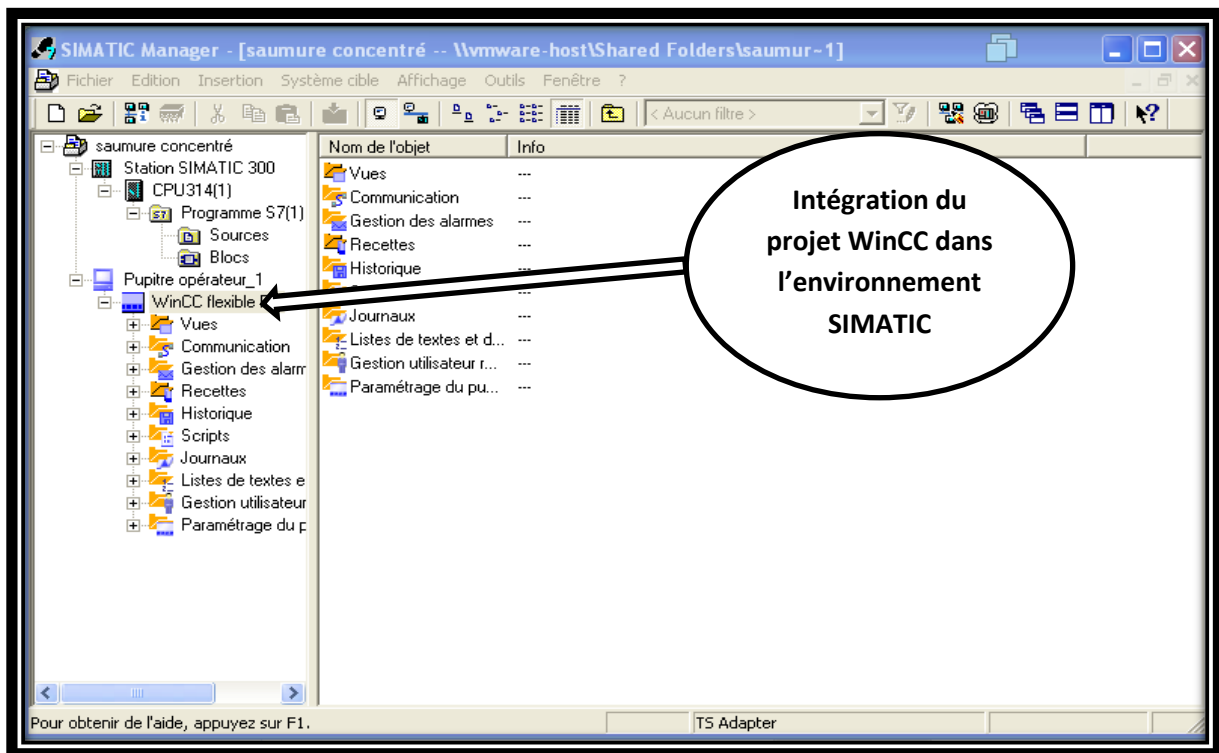 SIMATIC Manager - [saumure concentré -- \\vmware-host\Shared Folders\saumur~1]
Fichier Edition Insertion Système cible Affichage Outils Fenêtre ?
< Aucun filtre >
saumure concentré
Station SIMATIC 300
CPU314(1)
Programme S7(1)
Sources
Blocs
Pupitre opérateur_1
WinCC flexible
Vues
Communication
Gestion des alarm
Recettes
Historique
Scripts
Journaux
Listes de textes e
Gestion utilisateur
Paramétrage du p
Nom de l'objet Info
Vues ---
Communication ---
Gestion des alarmes ---
Recettes ---
Historique ---
---
Journaux ---
Listes de textes et d... ---
Gestion utilisateur r... ---
Paramétrage du pu... ---
Intégration du
projet WinCC dans
l'environnement
SIMATIC
Pour obtenir de l'aide, appuyez sur F1. TS Adapter